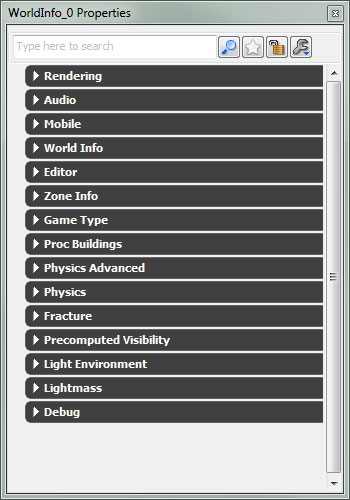 WorldInfo_0 Properties
Type here to search
Rendering
Audio
Mobile
World Info
Editor
Zone Info
Game Type
Proc Buildings
Physics Advanced
Physics
Fracture
Precomputed Visibility
Light Environment
Lightmass
Debug